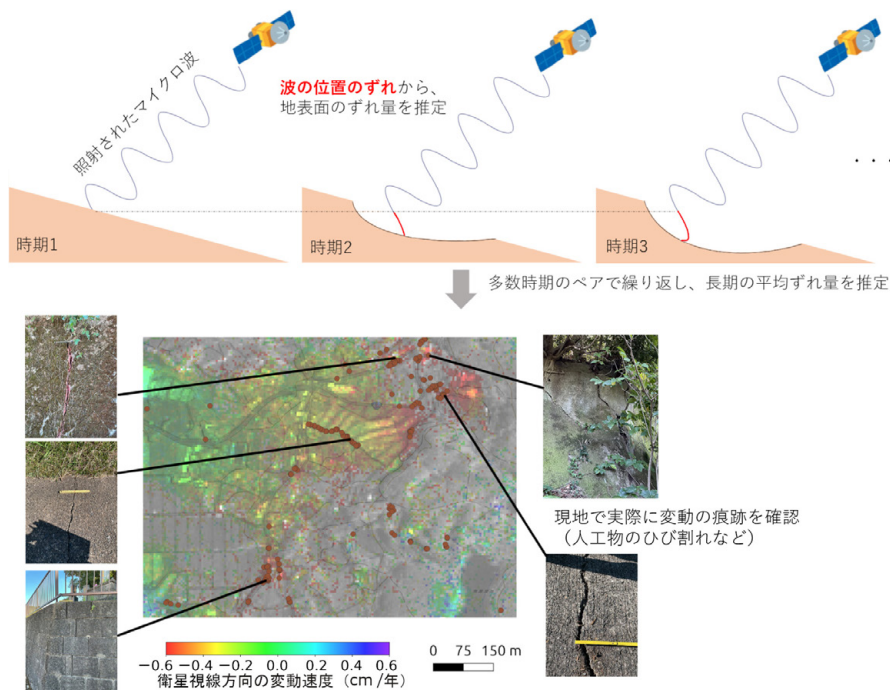 照射されたマイクロ波
波の位置のずれから、
地表面のずれ量を推定
・・・
時期1
時期2
時期3
多数時期のペアで繰り返し、長期の平均ずれ量を推定
現地で実際に変動の痕跡を確認
（人工物のひび割れなど）
−0.6 −0.4 −0.2 0.0 0.2 0.4 0.6
衛星視線方向の変動速度（cm/年）
0 75 150 m